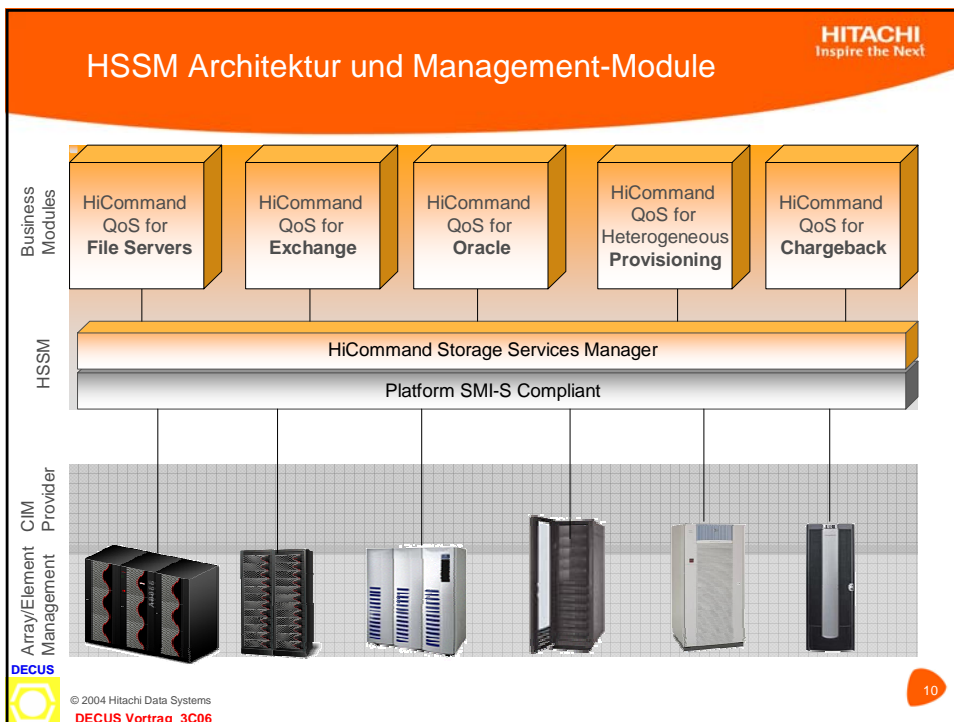 HITACHI
Inspire the Next
HSSM Architektur und Management-Module
Business
Modules
HiCommand
QoS for
File Servers
HiCommand
QoS for
Exchange
HiCommand
QoS for
Oracle
HiCommand
QoS for
Heterogeneous
Provisioning
HiCommand
QoS for
Chargeback
HSSM
HiCommand Storage Services Manager
Platform SMI-S Compliant
CIM
Provider
Array/Element
Management
DECUS
© 2004 Hitachi Data Systems
DECUS Vortrag 3C06
10